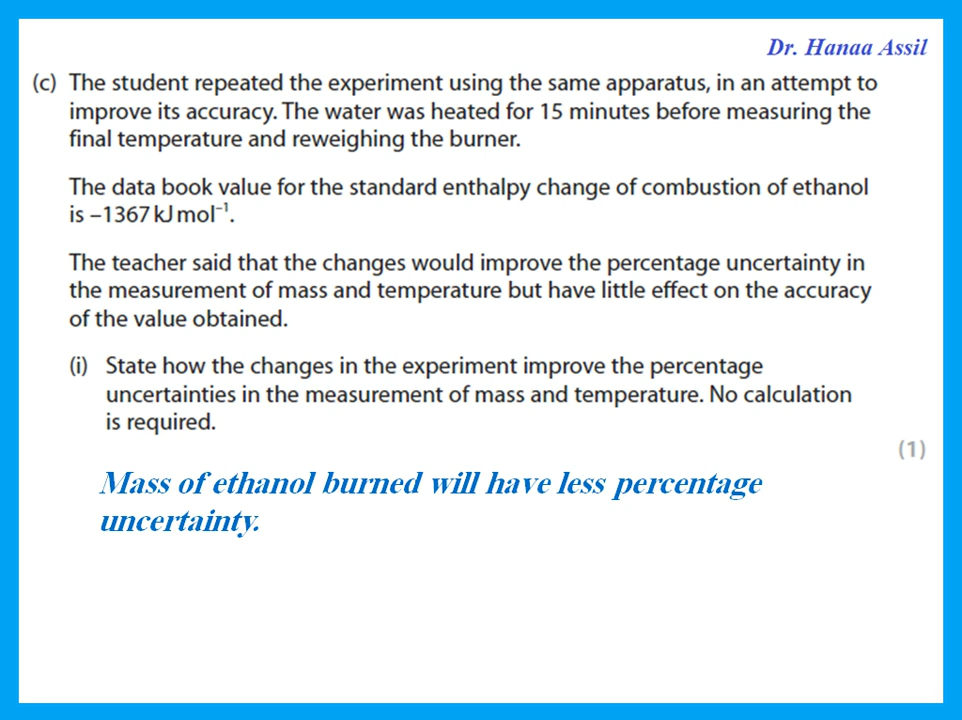 Dr. Hanaa Assil
(c) The student repeated the experiment using the same apparatus, in an attempt to
improve its accuracy. The water was heated for 15 minutes before measuring the
final temperature and reweighing the burner.
The data book value for the standard enthalpy change of combustion of ethanol
is –1367 kJ mol⁻¹.
The teacher said that the changes would improve the percentage uncertainty in
the measurement of mass and temperature but have little effect on the accuracy
of the value obtained.
(i) State how the changes in the experiment improve the percentage
uncertainties in the measurement of mass and temperature. No calculation
is required.
(1)
Mass of ethanol burned will have less percentage
uncertainty.